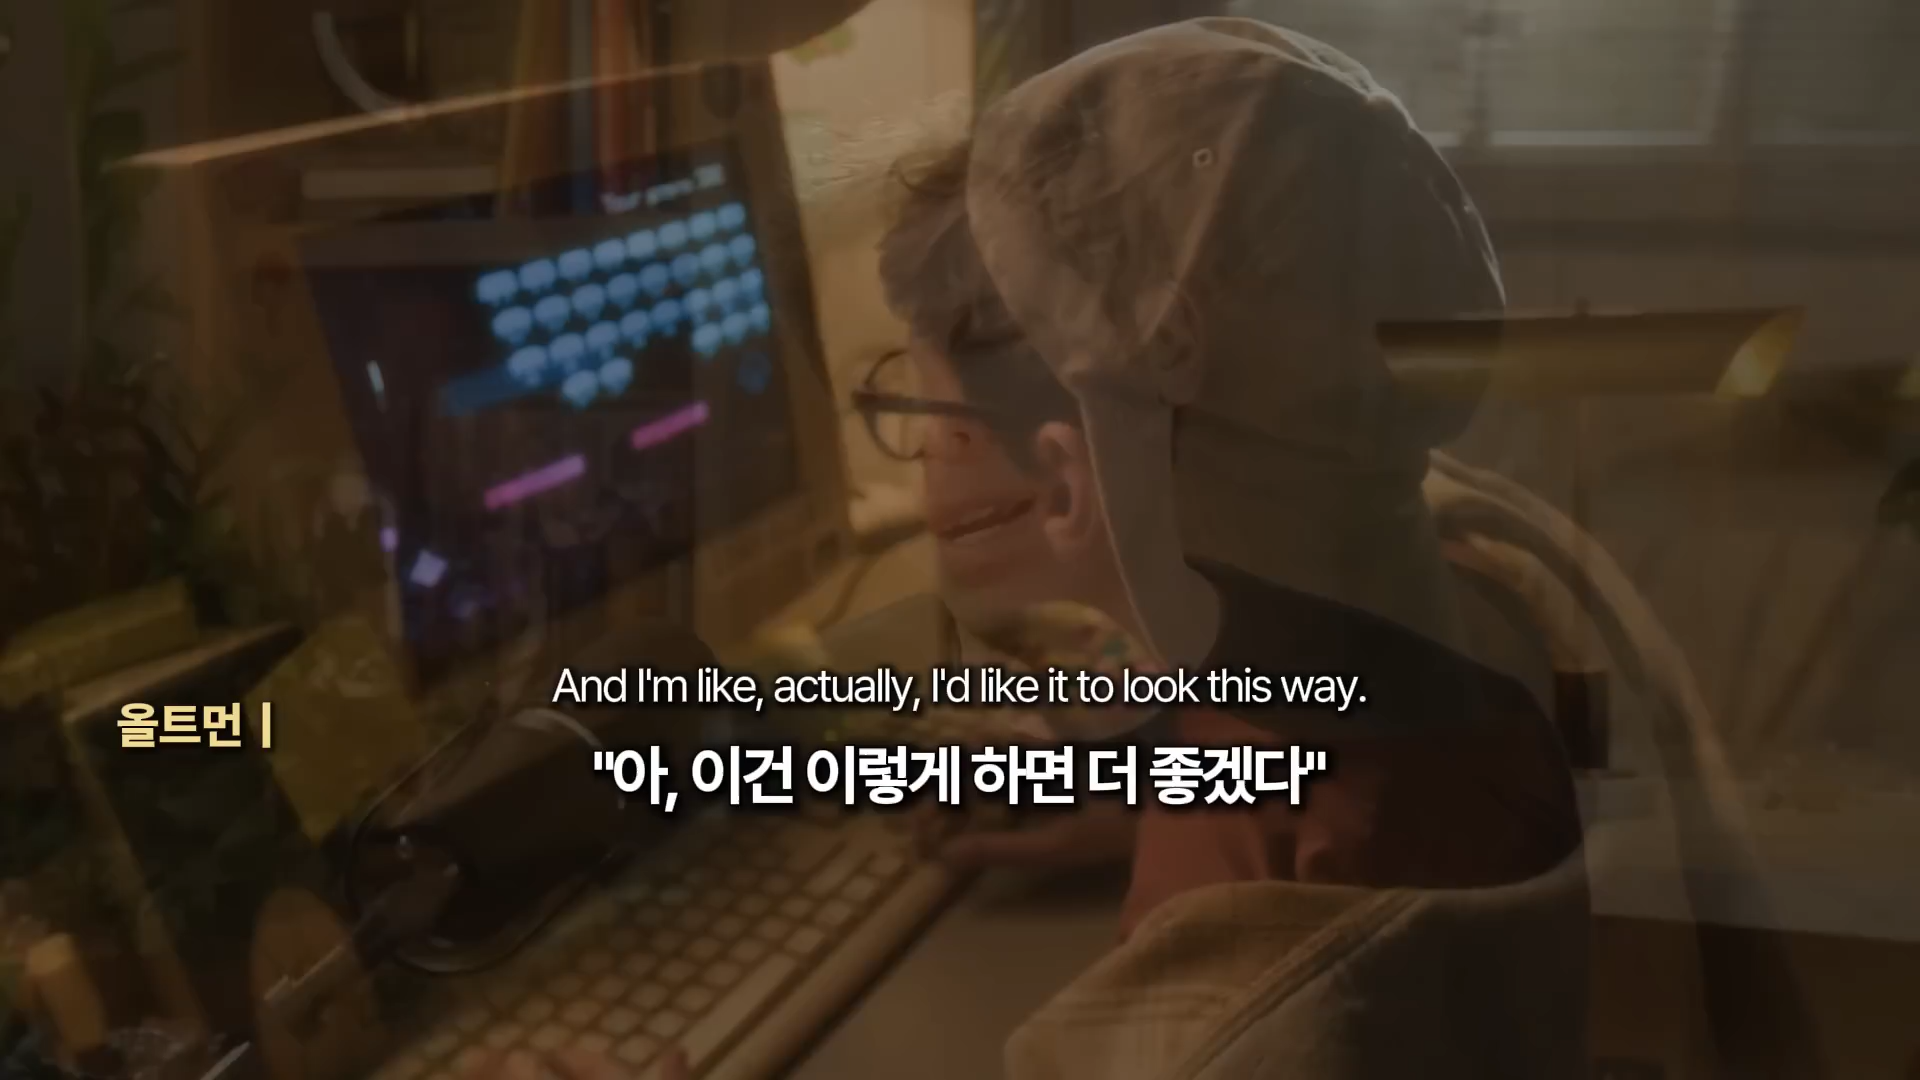 And I'm like, actually, I'd like it to look this way.
올트먼 |
"아, 이건 이렇게 하면 더 좋겠다"